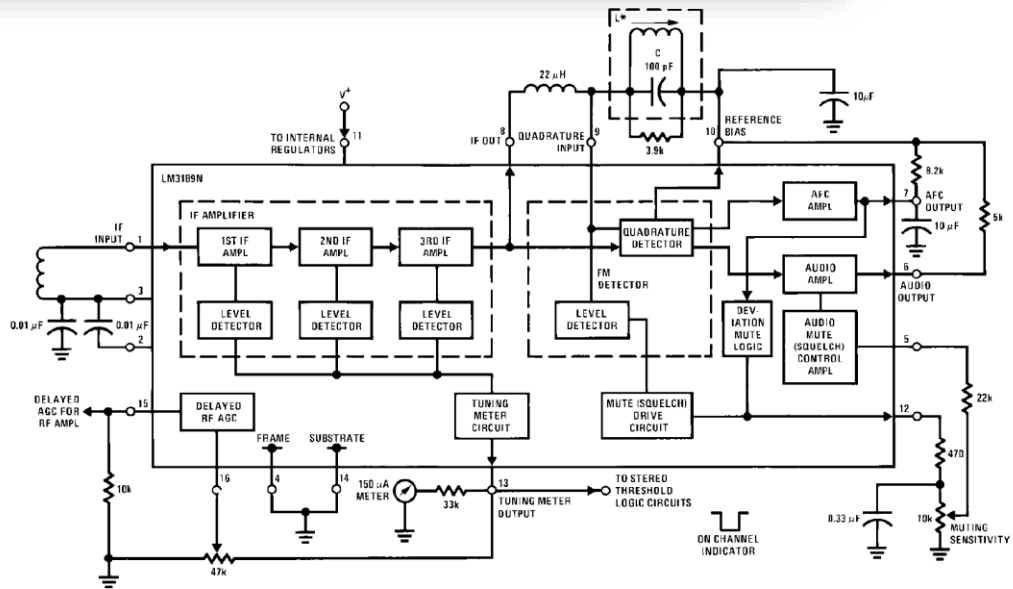 L*
C
100 pF
22 µH
10µF
V+
8
9
3.9k
10
REFERENCE
BIAS
TO INTERNAL
REGULATORS
11
IF OUT
QUADRATURE
INPUT
LM3189N
8.2k
7
AFC
OUTPUT
5k
10 µF
IF AMPLIFIER
AFC
AMPL
IF
INPUT
1
1ST IF
AMPL
2ND IF
AMPL
3RD IF
AMPL
QUADRATURE
DETECTOR
FM
DETECTOR
AUDIO
AMPL
6
AUDIO
OUTPUT
3
0.01 µF
0.01 µF
2
LEVEL
DETECTOR
LEVEL
DETECTOR
LEVEL
DETECTOR
LEVEL
DETECTOR
DEV-
IATION
MUTE
LOGIC
AUDIO
MUTE
(SQUELCH)
CONTROL
AMPL
5
22k
DELAYED
AGC FOR
RF AMPL
15
DELAYED
RF AGC
TUNING
METER
CIRCUIT
MUTE (SQUELCH)
DRIVE
CIRCUIT
12
FRAME
SUBSTRATE
470
10k
16
4
14
150 µA
METER
33k
13
TUNING METER
OUTPUT
TO STEREO
THRESHOLD
LOGIC CIRCUITS
0.33 µF
10k
MUTING
SENSITIVITY
ON CHANNEL
INDICATOR
47k